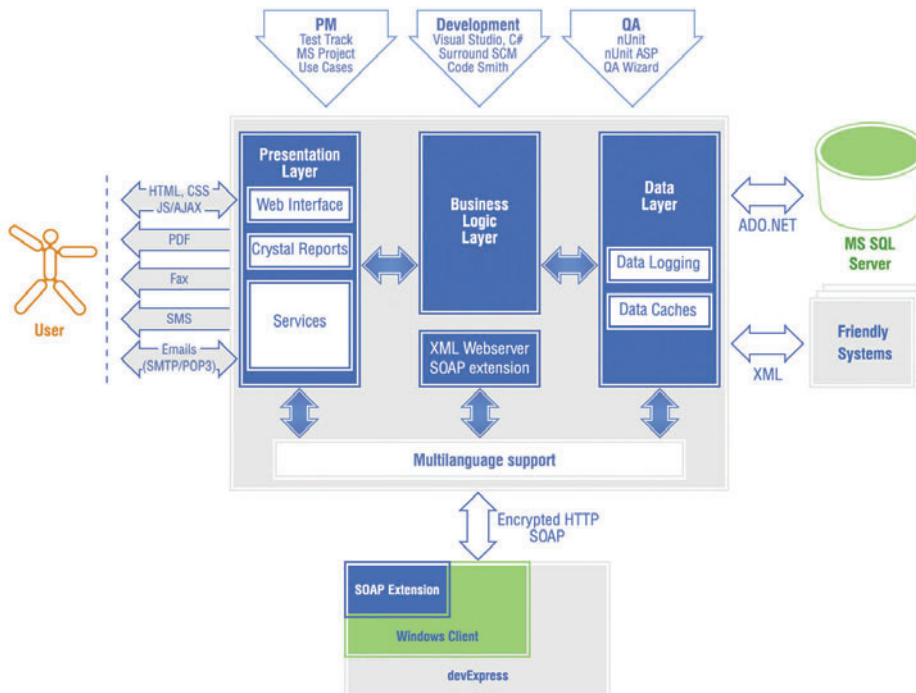 PM
Test Track
MS Project
Use Cases
Development
Visual Studio, C#
Surround SCM
Code Smith
QA
nUnit
nUnit ASP
QA Wizard
User
HTML, CSS
JS/AJAX
PDF
Fax
SMS
Emails
(SMTP/POP3)
Presentation
Layer
Web Interface
Crystal Reports
Services
Business
Logic
Layer
XML Webserver
SOAP extension
Data
Layer
Data Logging
Data Caches
ADO.NET
MS SQL
Server
XML
Friendly
Systems
Multilanguage support
Encrypted HTTP
SOAP
SOAP Extension
Windows Client
devExpress